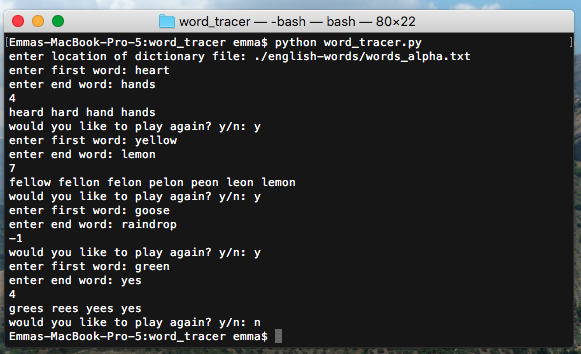 word_tracer — -bash — bash — 80×22
[Emmas-MacBook-Pro-5:word_tracer emma$ python word_tracer.py ]
enter location of dictionary file: ./english-words/words_alpha.txt
enter first word: heart
enter end word: hands
4
heard hard hand hands
would you like to play again? y/n: y
enter first word: yellow
enter end word: lemon
7
fellow fellon felon pelon peon leon lemon
would you like to play again? y/n: y
enter first word: goose
enter end word: raindrop
-1
would you like to play again? y/n: y
enter first word: green
enter end word: yes
4
grees rees yees yes
would you like to play again? y/n: n
Emmas-MacBook-Pro-5:word_tracer emma$